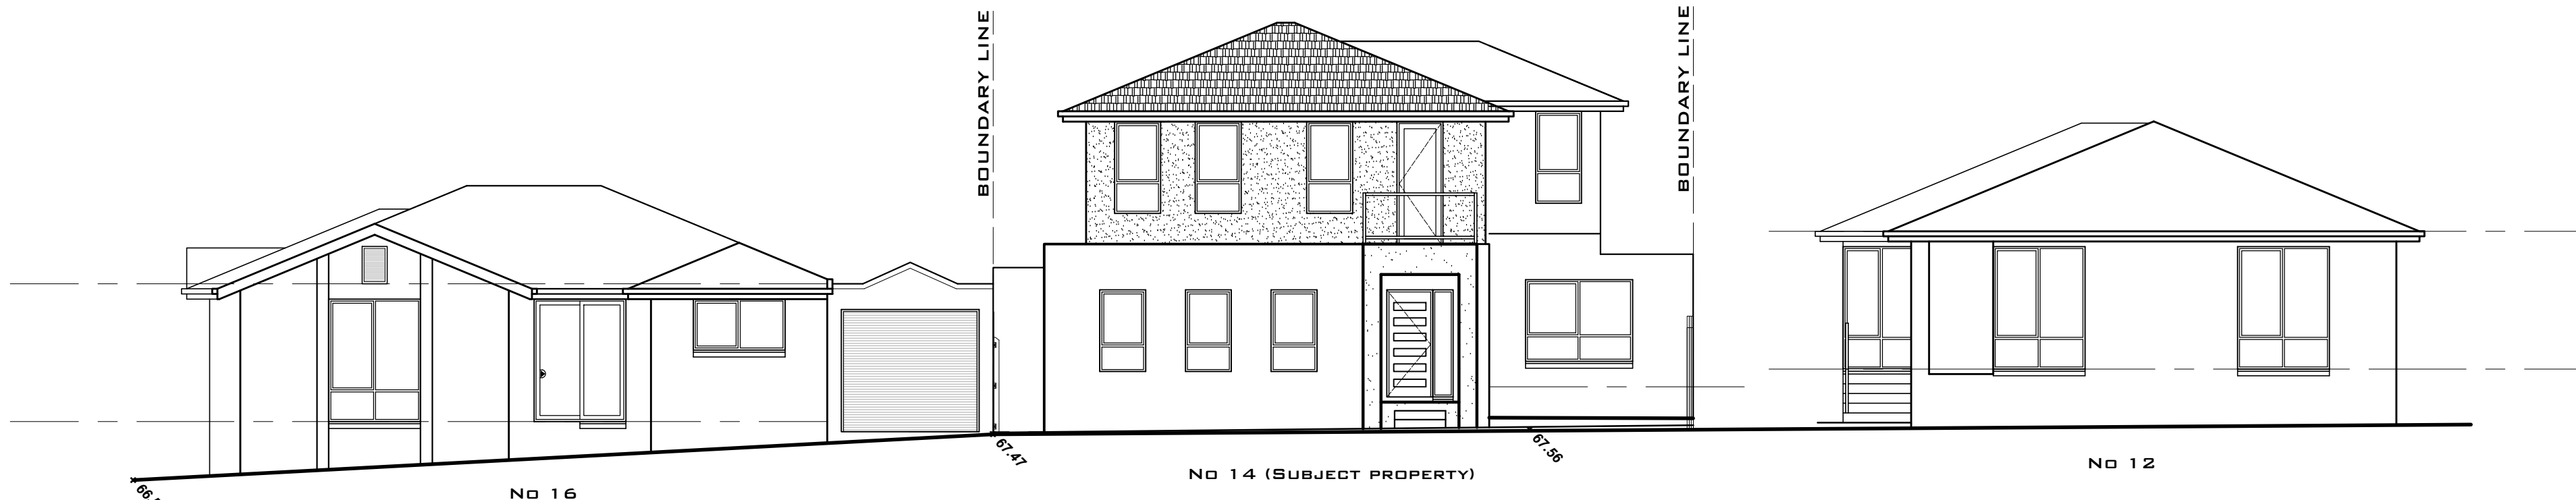 BOUNDARY LINE
BOUNDARY LINE
67.47
67.56
No 14 (Subject property)
No 12
No 16